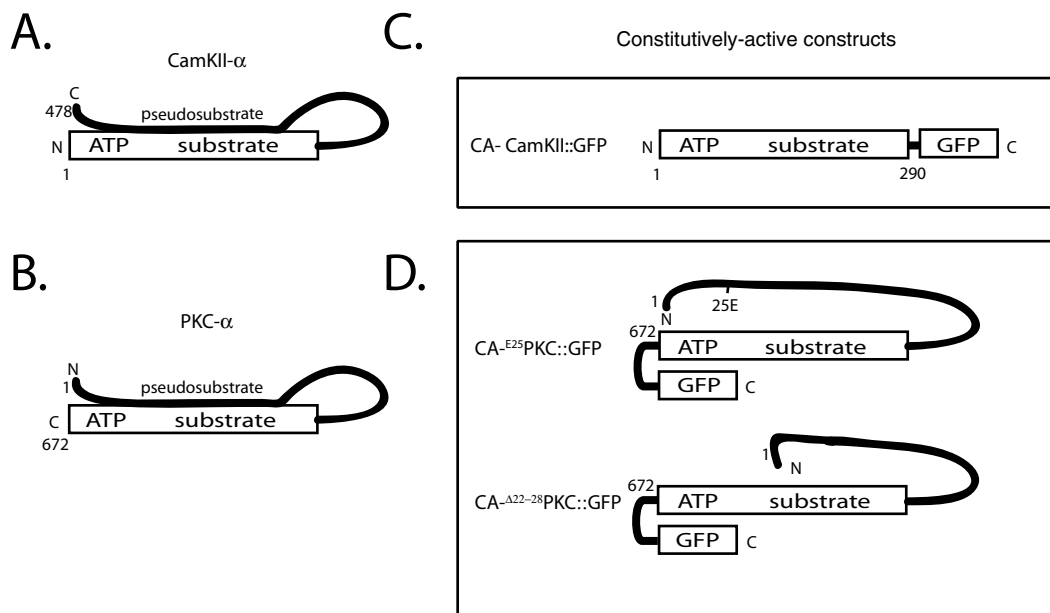 A.
CamKII-α
C
478
pseudosubstrate
N
ATP substrate
1
B.
PKC-α
N
1
pseudosubstrate
C
ATP substrate
672
C.
Constitutively-active constructs
CA- CamKII::GFP
N
ATP substrate
GFP
C
1
290
D.
1
N
25E
672
CA-E25PKC::GFP
ATP substrate
GFP
C
1
N
672
CA-Δ22–28PKC::GFP
ATP substrate
GFP
C